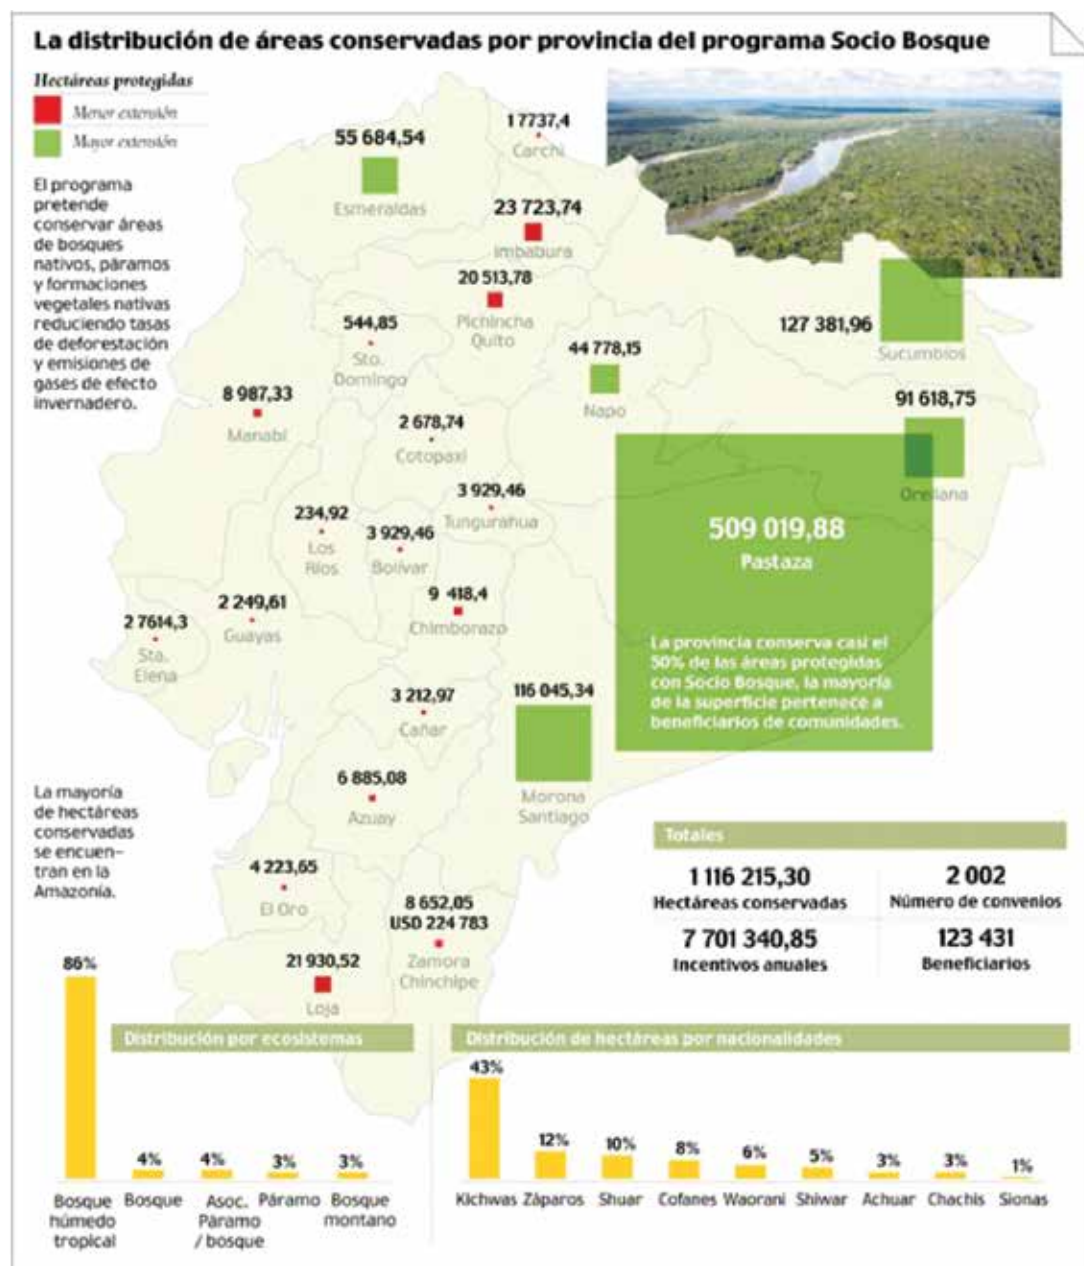 La distribución de áreas conservadas por provincia del programa Socio Bosque
Hectáreas protegidas
Menor extensión
Mayor extensión
El programa
pretende
conservar áreas
de bosques
nativos, páramos
y formaciones
vegetales nativas
reduciendo tasas
de deforestación
y emisiones de
gases de efecto
invernadero.
55 684,54
Esmeraldas
1 7737,4
Carchi
23 723,74
Imbabura
20 513,78
Pichincha
Quito
544,85
Sto.
Domingo
127 381,96
Sucumbíos
44 778,15
Napo
8 987,33
Manabí
91 618,75
Orellana
2 678,74
Cotopaxi
3 929,46
Tungurahua
234,92
Los
Ríos
3 929,46
Bolívar
509 019,88
Pastaza
La provincia conserva casi el
50% de las áreas protegidas
con Socio Bosque, la mayoría
de la superficie pertenece a
beneficiarios de comunidades.
9 418,4
Chimborazo
2 249,61
Guayas
2 7614,3
Sta.
Elena
3 212,97
Cañar
116 045,34
Morona
Santiago
6 885,08
Azuay
La mayoría
de hectáreas
conservadas
se encuen-
tran en la
Amazonía.
4 223,65
El Oro
8 652,05
USD 224 783
Zamora
Chinchipe
21 930,52
Loja
Totales
1 116 215,30
Hectáreas conservadas
2 002
Número de convenios
7 701 340,85
Incentivos anuales
123 431
Beneficiarios
Distribución por ecosistemas
86%
4%
4%
3%
3%
Bosque
húmedo
tropical
Bosque
Asoc.
Páramo
/ bosque
Páramo
Bosque
montano
Distribución de hectáreas por nacionalidades
43%
12%
10%
8%
6%
5%
3%
3%
1%
Kichwas
Záparos
Shuar
Cofanes
Waorani
Shiwar
Achuar
Chachis
Sionas